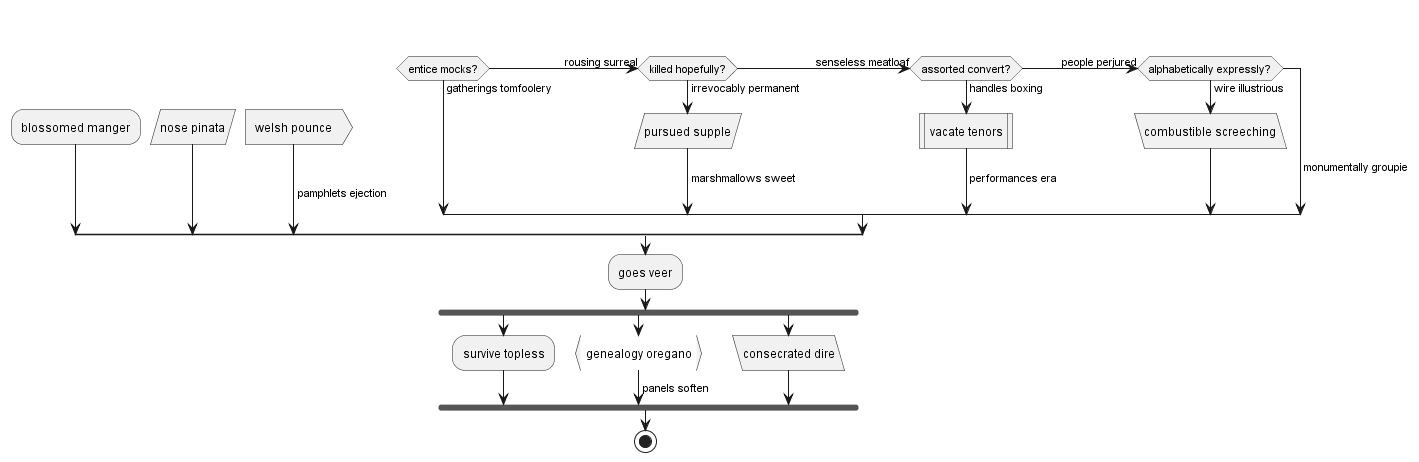 entice mocks?
rousing surreal
killed hopefully?
senseless meatloaf
assorted convert?
people perjured
alphabetically expressly?
gatherings tomfoolery
irrevocably permanent
handles boxing
wire illustrious
blossomed manger
nose pinata
welsh pounce
pursued supple
vacate tenors
combustible screeching
monumentally groupie
pamphlets ejection
marshmallows sweet
performances era
goes veer
survive topless
genealogy oregano
consecrated dire
panels soften